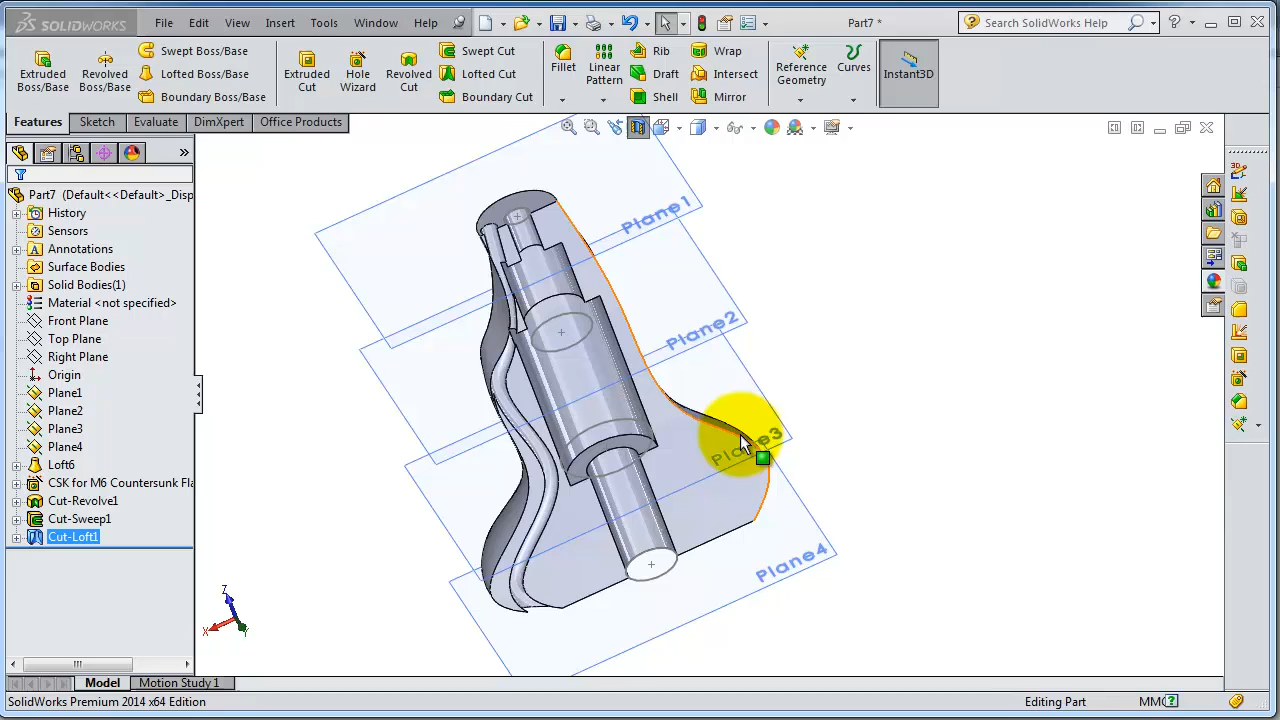 SOLIDWORKS File Edit View Insert Tools Window Help Part7 * Search SolidWorks Help
Extruded Boss/Base
Revolved Boss/Base
Swept Boss/Base
Lofted Boss/Base
Boundary Boss/Base
Extruded Cut
Hole Wizard
Revolved Cut
Swept Cut
Lofted Cut
Boundary Cut
Fillet
Linear Pattern
Rib
Draft
Shell
Wrap
Intersect
Mirror
Reference Geometry
Curves
Instant3D
Features Sketch Evaluate DimXpert Office Products
Part7 (Default<<Default>_Disp
History
Sensors
Annotations
Surface Bodies
Solid Bodies(1)
Material <not specified>
Front Plane
Top Plane
Right Plane
Origin
Plane1
Plane2
Plane3
Plane4
Loft6
CSK for M6 Countersunk Fla
Cut-Revolve1
Cut-Sweep1
Cut-Loft1
Plane1
Plane2
Plane3
Plane4
Z
X
Y
Model Motion Study 1
SolidWorks Premium 2014 x64 Edition Editing Part